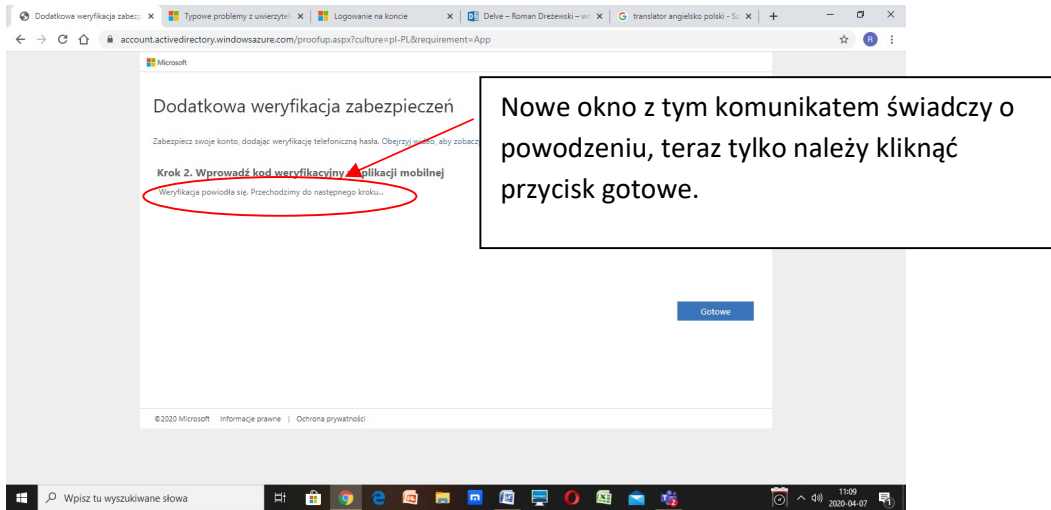 Dodatkowa weryfikacja zabezp
Typowe problemy z uwierzyteln
Logowanie na koncie
Delve – Roman Dreżewski –
translator angielsko polski -
account.activedirectory.windowsazure.com/proofup.aspx?culture=pl-PL&requirement=App
B
Microsoft
Dodatkowa weryfikacja zabezpieczeń
Zabezpiecz swoje konto, dodając weryfikację telefoniczną hasła. Obejrzyj wideo, aby zobaczy
Krok 2. Wprowadź kod weryfikacyjny aplikacji mobilnej
Weryfikacja powiodła się. Przechodzimy do następnego kroku...
Nowe okno z tym komunikatem świadczy o
powodzeniu, teraz tylko należy kliknąć
przycisk gotowe.
Gotowe
©2020 Microsoft Informacje prawne | Ochrona prywatności
Wpisz tu wyszukiwane słowa
11:09
2020-04-07